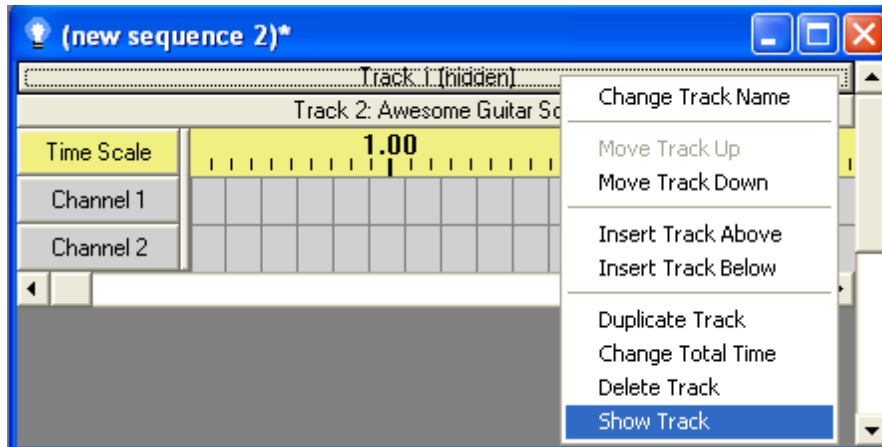 (new sequence 2)*
Track 1 (hidden)
Track 2: Awesome Guitar So
Time Scale
1.00
Channel 1
Channel 2
Change Track Name
Move Track Up
Move Track Down
Insert Track Above
Insert Track Below
Duplicate Track
Change Total Time
Delete Track
Show Track